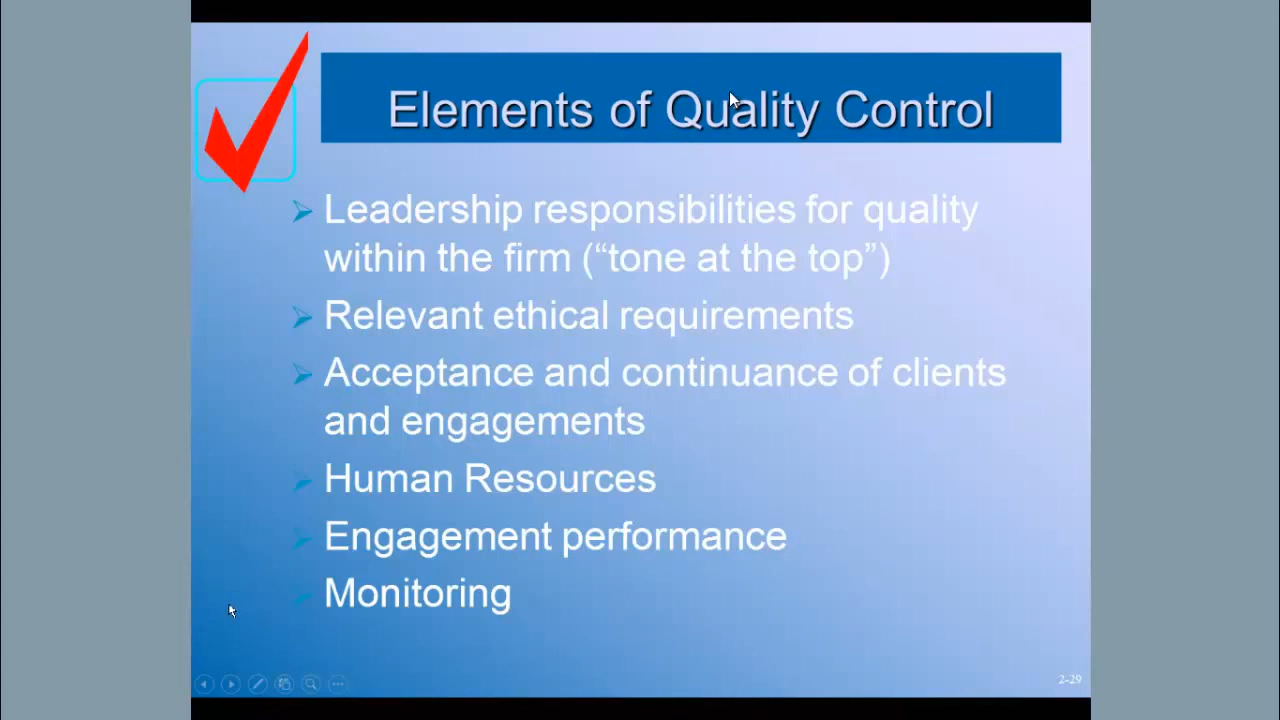 Elements of Quality Control
Leadership responsibilities for quality
within the firm (“tone at the top”)
Relevant ethical requirements
Acceptance and continuance of clients
and engagements
Human Resources
Engagement performance
Monitoring
2-29